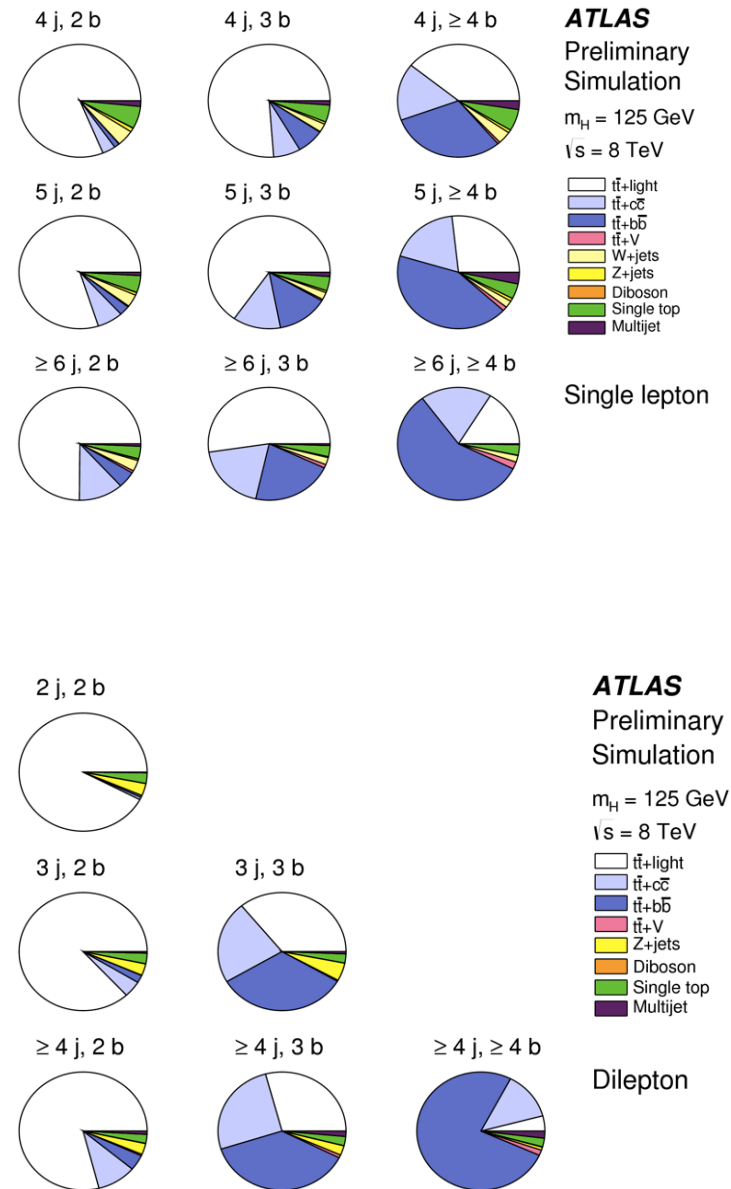 4 j, 2 b
4 j, 3 b
4 j, ≥ 4 b
5 j, 2 b
5 j, 3 b
5 j, ≥ 4 b
≥ 6 j, 2 b
≥ 6 j, 3 b
≥ 6 j, ≥ 4 b
ATLAS
Preliminary
Simulation
m_H = 125 GeV
√s = 8 TeV
tt̄+light
tt̄+cc̄
tt̄+bb̄
tt̄+V
W+jets
Z+jets
Diboson
Single top
Multijet
Single lepton
2 j, 2 b
3 j, 2 b
3 j, 3 b
≥ 4 j, 2 b
≥ 4 j, 3 b
≥ 4 j, ≥ 4 b
ATLAS
Preliminary
Simulation
m_H = 125 GeV
√s = 8 TeV
tt̄+light
tt̄+cc̄
tt̄+bb̄
tt̄+V
Z+jets
Diboson
Single top
Multijet
Dilepton